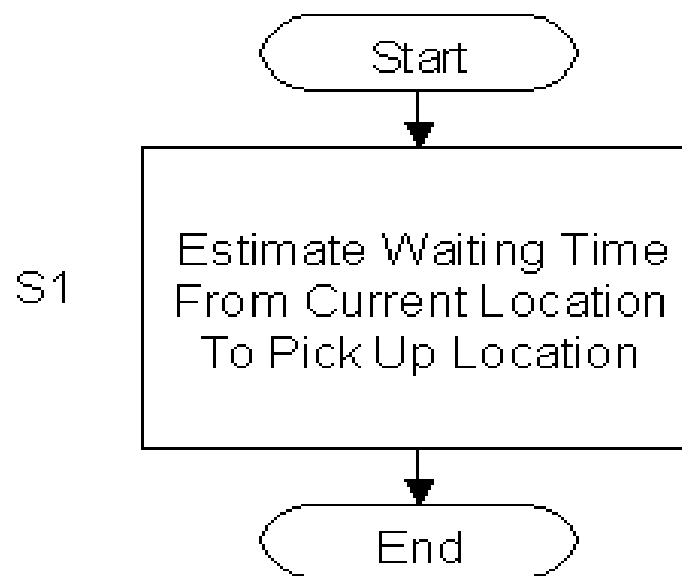 Start
S1
Estimate Waiting Time
From Current Location
To Pick Up Location
End